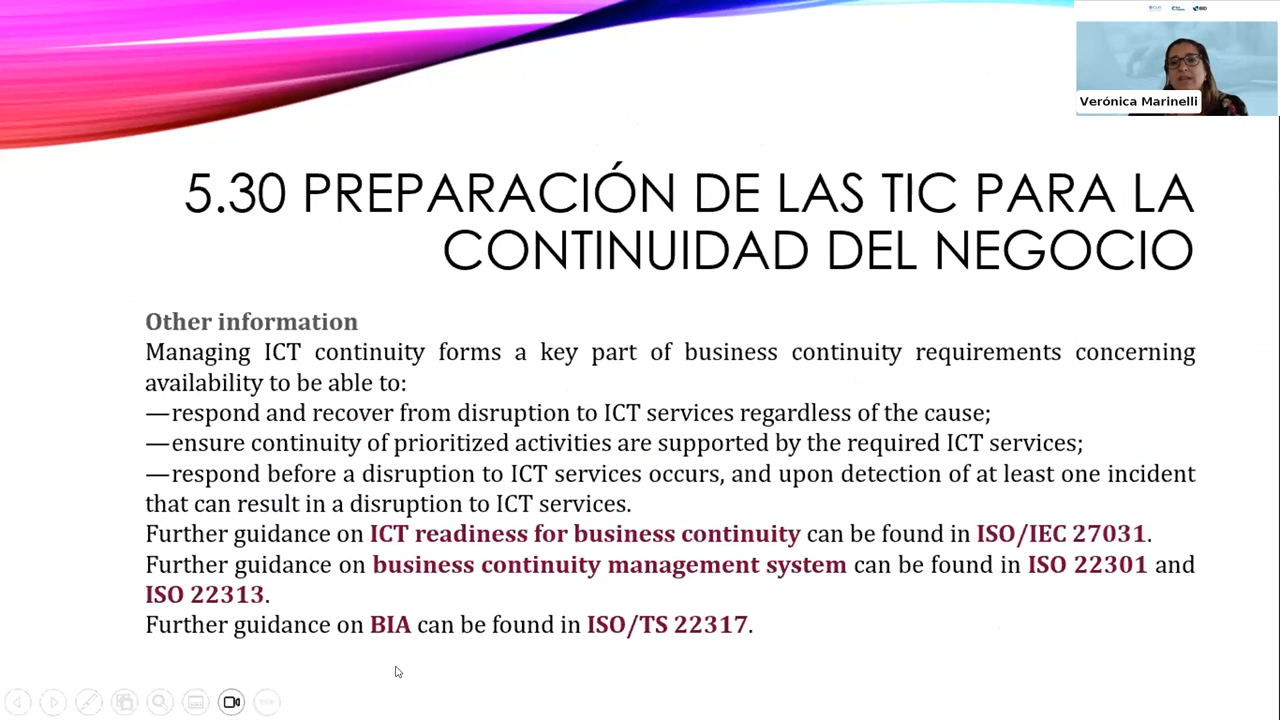 BID
Verónica Marinelli
5.30 PREPARACIÓN DE LAS TIC PARA LA
CONTINUIDAD DEL NEGOCIO
Other information
Managing ICT continuity forms a key part of business continuity requirements concerning
availability to be able to:
—respond and recover from disruption to ICT services regardless of the cause;
—ensure continuity of prioritized activities are supported by the required ICT services;
—respond before a disruption to ICT services occurs, and upon detection of at least one incident
that can result in a disruption to ICT services.
Further guidance on ICT readiness for business continuity can be found in ISO/IEC 27031.
Further guidance on business continuity management system can be found in ISO 22301 and
ISO 22313.
Further guidance on BIA can be found in ISO/TS 22317.